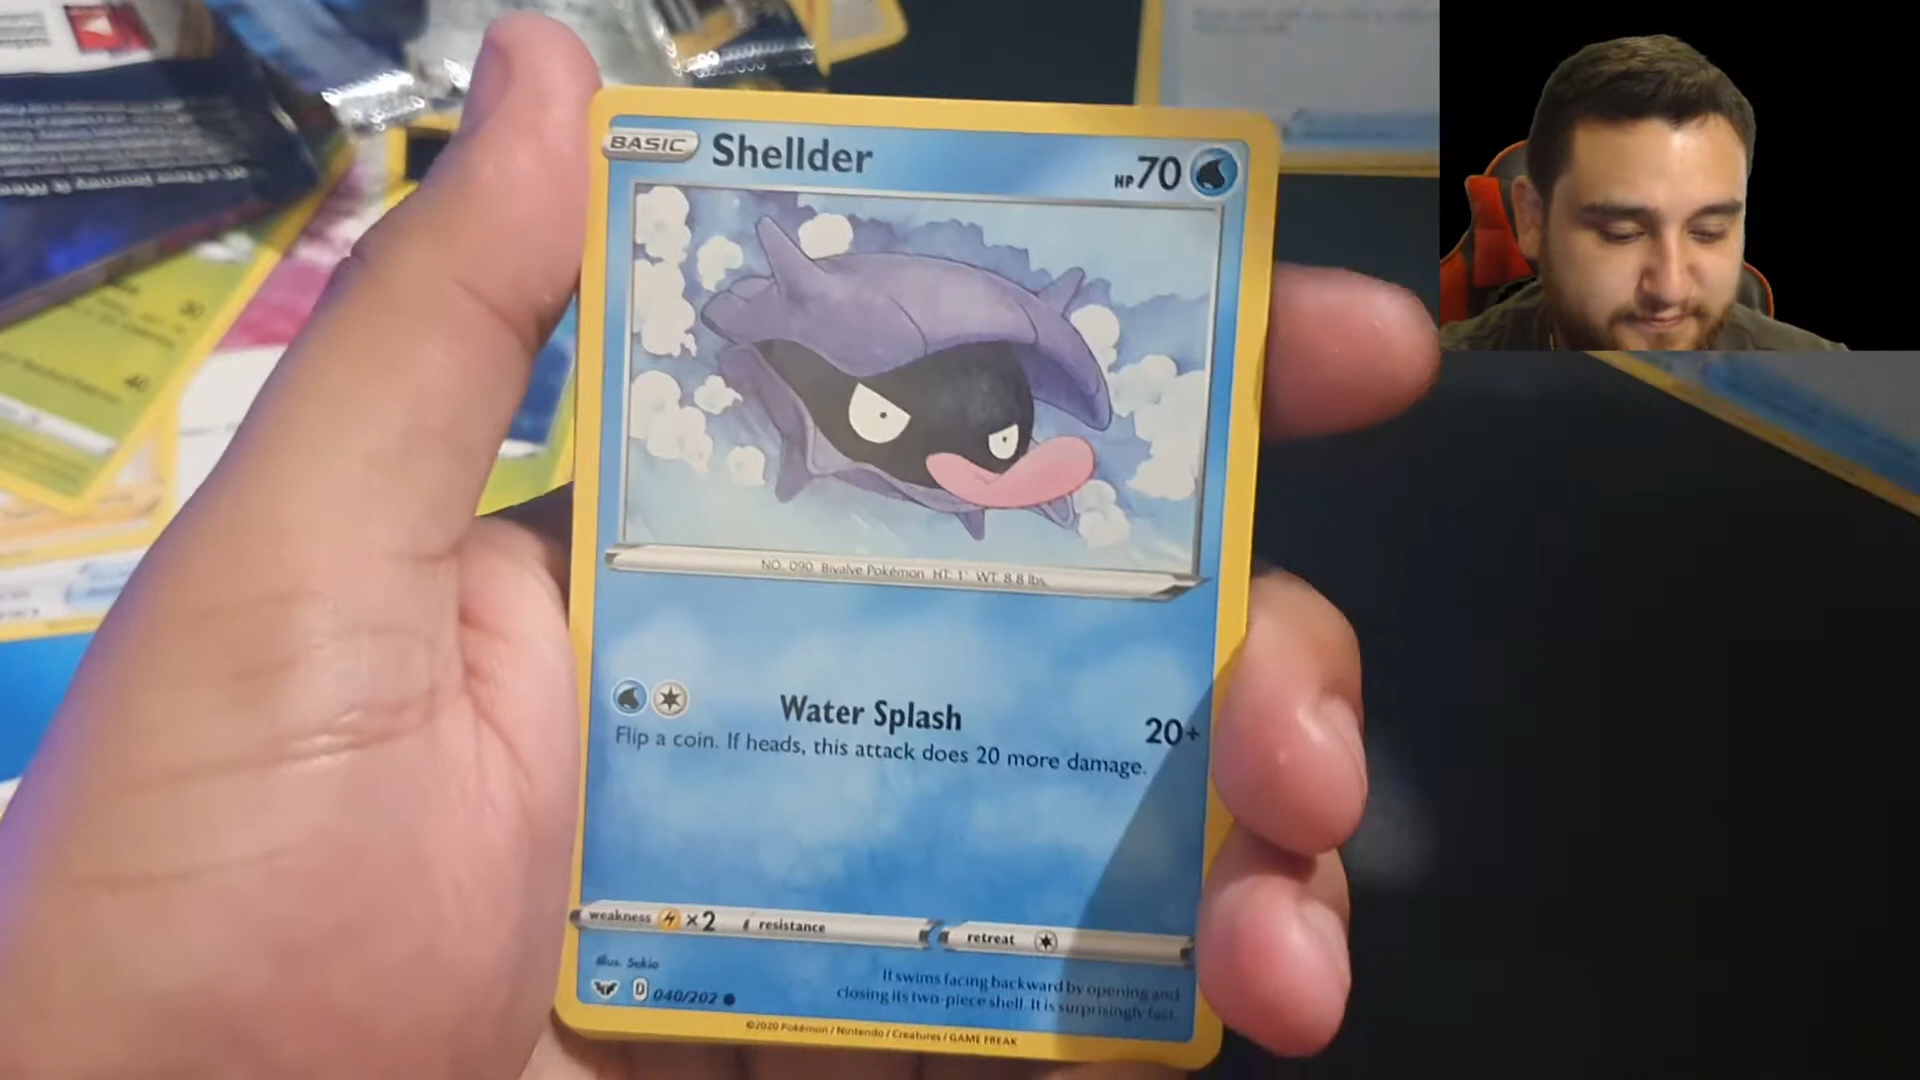 BASIC Shellder HP70
NO. 090 Bivalve Pokémon HT: 1' WT: 8.8 lbs.
Water Splash 20+
Flip a coin. If heads, this attack does 20 more damage.
weakness ×2 resistance retreat
Illus. Sekio
It swims facing backward by opening and
closing its two-piece shell. It is surprisingly fast.
D 040/202
©2020 Pokémon / Nintendo / Creatures / GAME FREAK
30
40